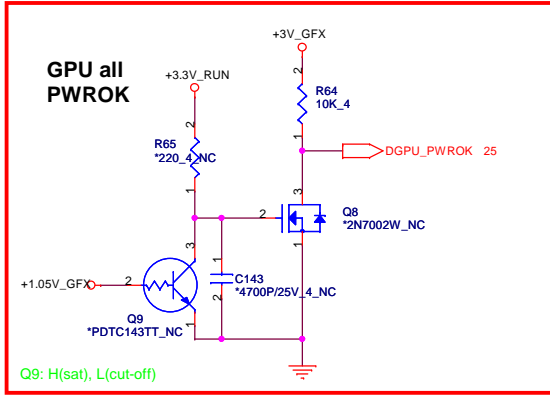 GPU all
PWROK
+3V_GFX
2
R64
10K_4
1
+3.3V_RUN
2
R65
*220_4_NC
1
DGPU_PWROK 25
3
2
Q8
*2N7002W_NC
1
3
1
C143
*4700P/25V_4_NC
2
+1.05V_GFX
2
Q9
*PDTC143TT_NC
1
Q9: H(sat), L(cut-off)